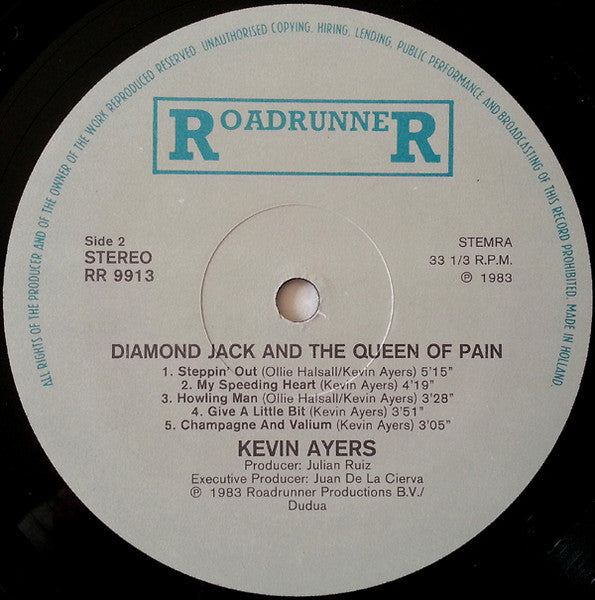 ALL RIGHTS OF THE PRODUCER AND OF THE OWNER OF THE WORK REPRODUCED RESERVED. UNAUTHORISED COPYING, HIRING, LENDING, PUBLIC PERFORMANCE AND BROADCASTING OF THIS RECORD PROHIBITED. MADE IN HOLLAND.
ROADRUNNER
Side 2
STEREO
RR 9913
STEMRA
33 1/3 R.P.M.
℗ 1983
DIAMOND JACK AND THE QUEEN OF PAIN
1. Steppin' Out (Ollie Halsall/Kevin Ayers) 5'15"
2. My Speeding Heart (Kevin Ayers) 4'19"
3. Howling Man (Ollie Halsall/Kevin Ayers) 3'28"
4. Give A Little Bit (Kevin Ayers) 3'51"
5. Champagne And Valium (Kevin Ayers) 3'05"
KEVIN AYERS
Producer: Julian Ruiz
Executive Producer: Juan De La Cierva
℗ 1983 Roadrunner Productions B.V./
Dudua